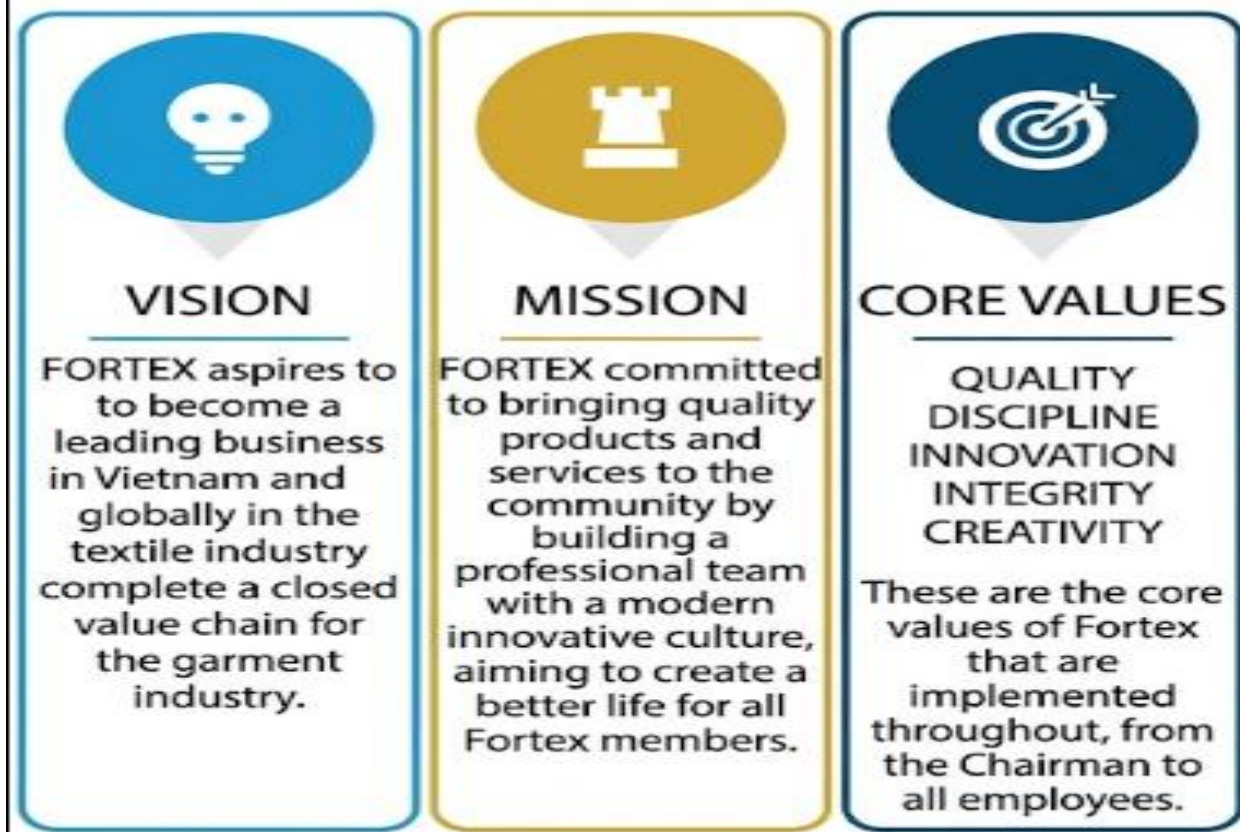 VISION
FORTEX aspires to
to become a
leading business
in Vietnam and
globally in the
textile industry
complete a closed
value chain for
the garment
industry.
MISSION
FORTEX committed
to bringing quality
products and
services to the
community by
building a
professional team
with a modern
innovative culture,
aiming to create a
better life for all
Fortex members.
CORE VALUES
QUALITY
DISCIPLINE
INNOVATION
INTEGRITY
CREATIVITY
These are the core
values of Fortex
that are
implemented
throughout, from
the Chairman to
all employees.